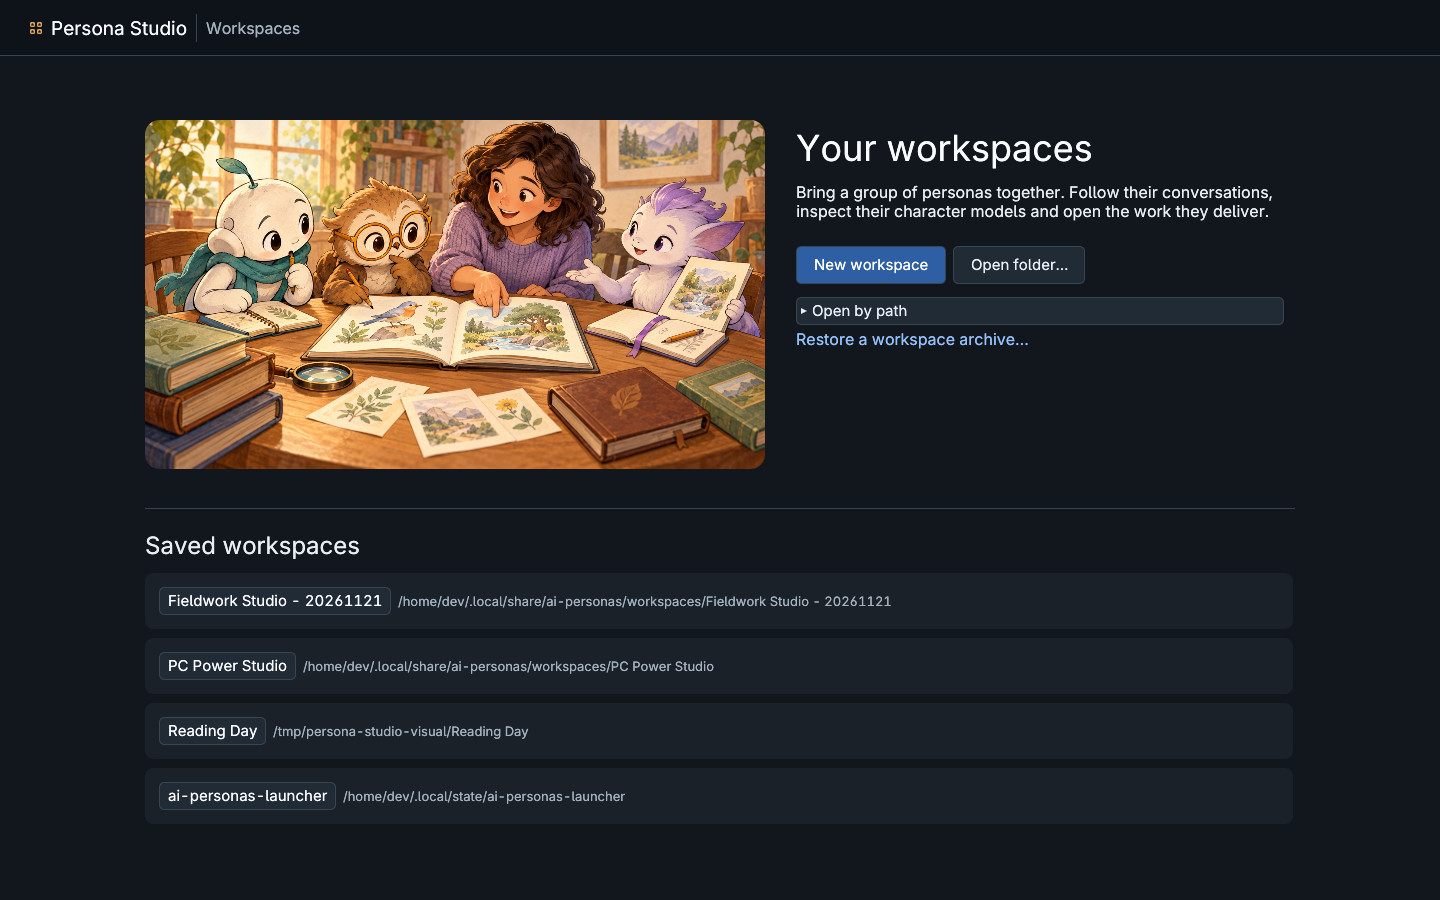 Persona Studio
Workspaces
Your workspaces
Bring a group of personas together. Follow their conversations,
inspect their character models and open the work they deliver.
New workspace
Open folder...
Open by path
Restore a workspace archive...
Saved workspaces
Fieldwork Studio - 20261121 /home/dev/.local/share/ai-personas/workspaces/Fieldwork Studio - 20261121
PC Power Studio /home/dev/.local/share/ai-personas/workspaces/PC Power Studio
Reading Day /tmp/persona-studio-visual/Reading Day
ai-personas-launcher /home/dev/.local/state/ai-personas-launcher